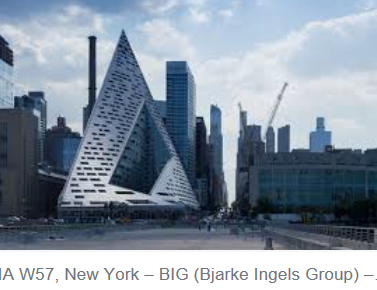 IA W57, New York – BIG (Bjarke Ingels Group) –.